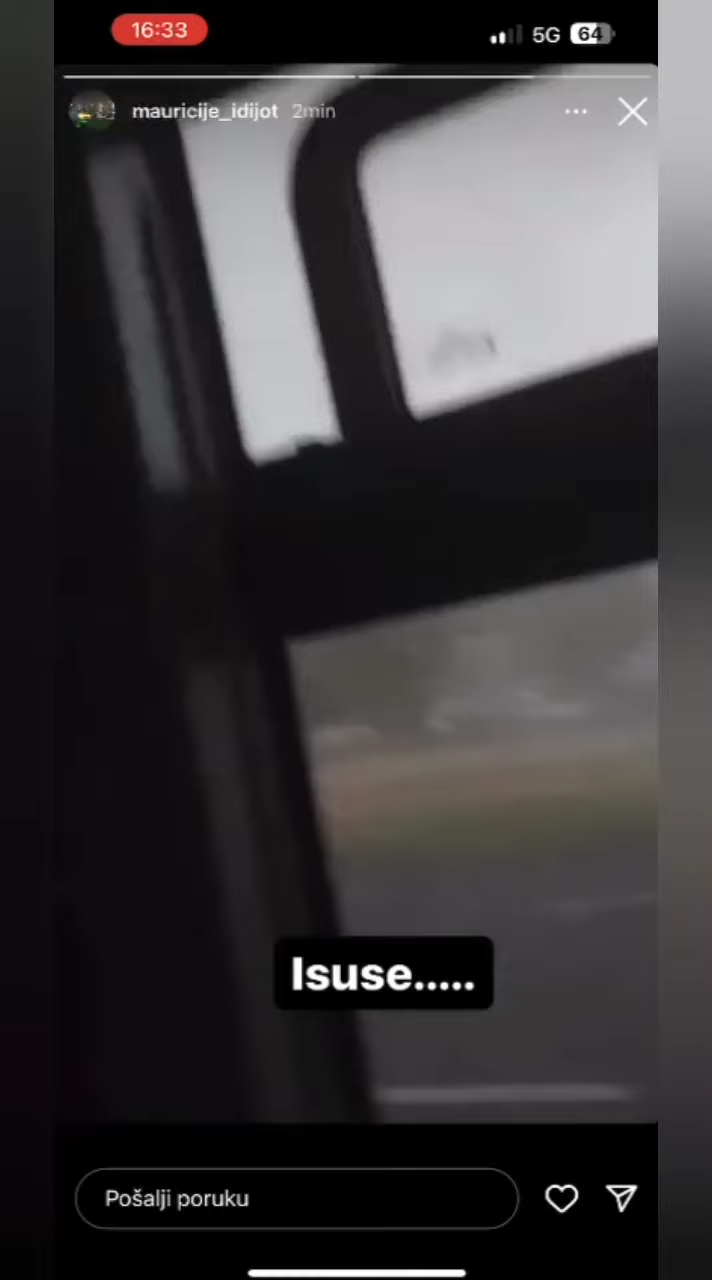 16:33 5G 64
mauricije_idijot 2min
Isuse.....
Pošalji poruku